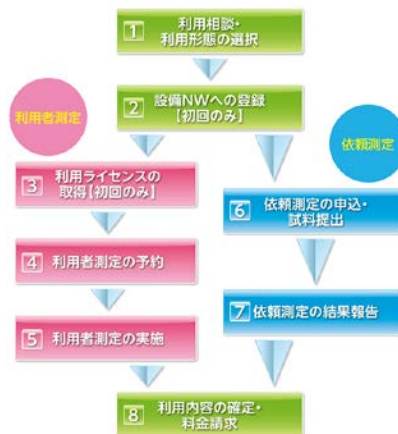 1 利用相談・
利用形態の選択
2 設備NWへの登録
【初回のみ】
利用者測定
依頼測定
3 利用ライセンスの
取得【初回のみ】
4 利用者測定の予約
5 利用者測定の実施
6 依頼測定の申込・
試料提出
7 依頼測定の結果報告
8 利用内容の確定・
料金請求